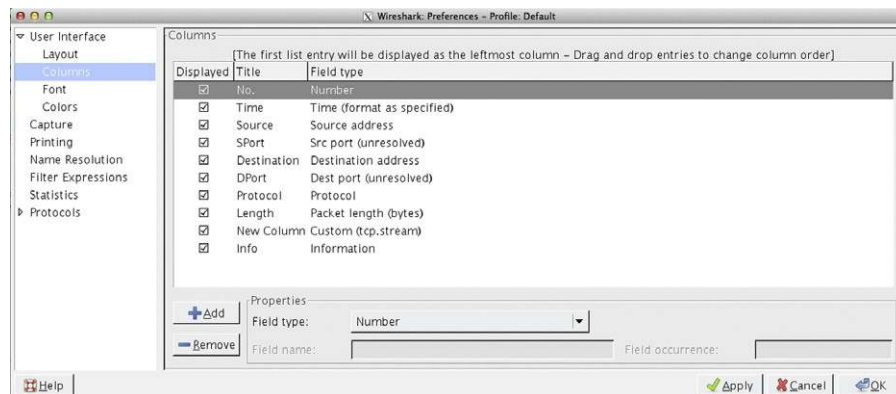 Wireshark: Preferences – Profile: Default
User Interface
Layout
Columns
Font
Colors
Capture
Printing
Name Resolution
Filter Expressions
Statistics
Protocols
Columns
[The first list entry will be displayed as the leftmost column – Drag and drop entries to change column order]
Displayed Title Field type
No. Number
Time Time (format as specified)
Source Source address
SPort Src port (unresolved)
Destination Destination address
DPort Dest port (unresolved)
Protocol Protocol
Length Packet length (bytes)
New Column Custom (tcp.stream)
Info Information
Add
Remove
Properties
Field type: Number
Field name: Field occurrence:
Help Apply Cancel OK